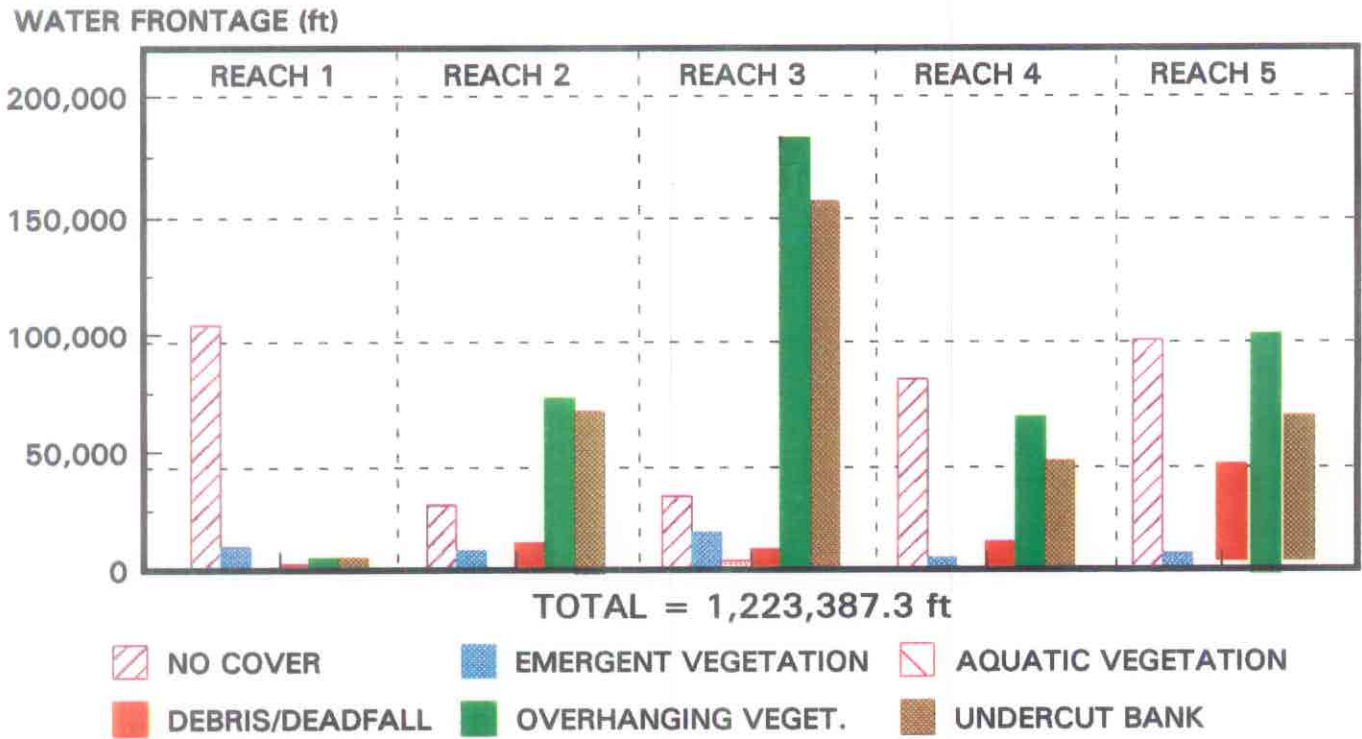 WATER FRONTAGE (ft)
REACH 1 REACH 2 REACH 3 REACH 4 REACH 5
200,000
150,000
100,000
50,000
0
TOTAL = 1,223,387.3 ft
NO COVER EMERGENT VEGETATION AQUATIC VEGETATION
DEBRIS/DEADFALL OVERHANGING VEGET. UNDERCUT BANK